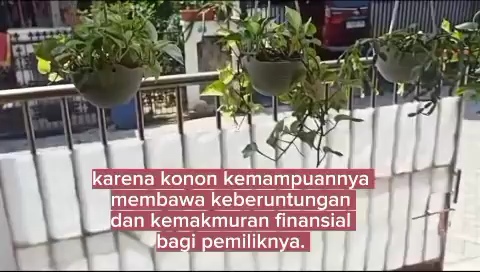 karena konon kemampuannya
membawa keberuntungan
dan kemakmuran finansial
bagi pemiliknya.